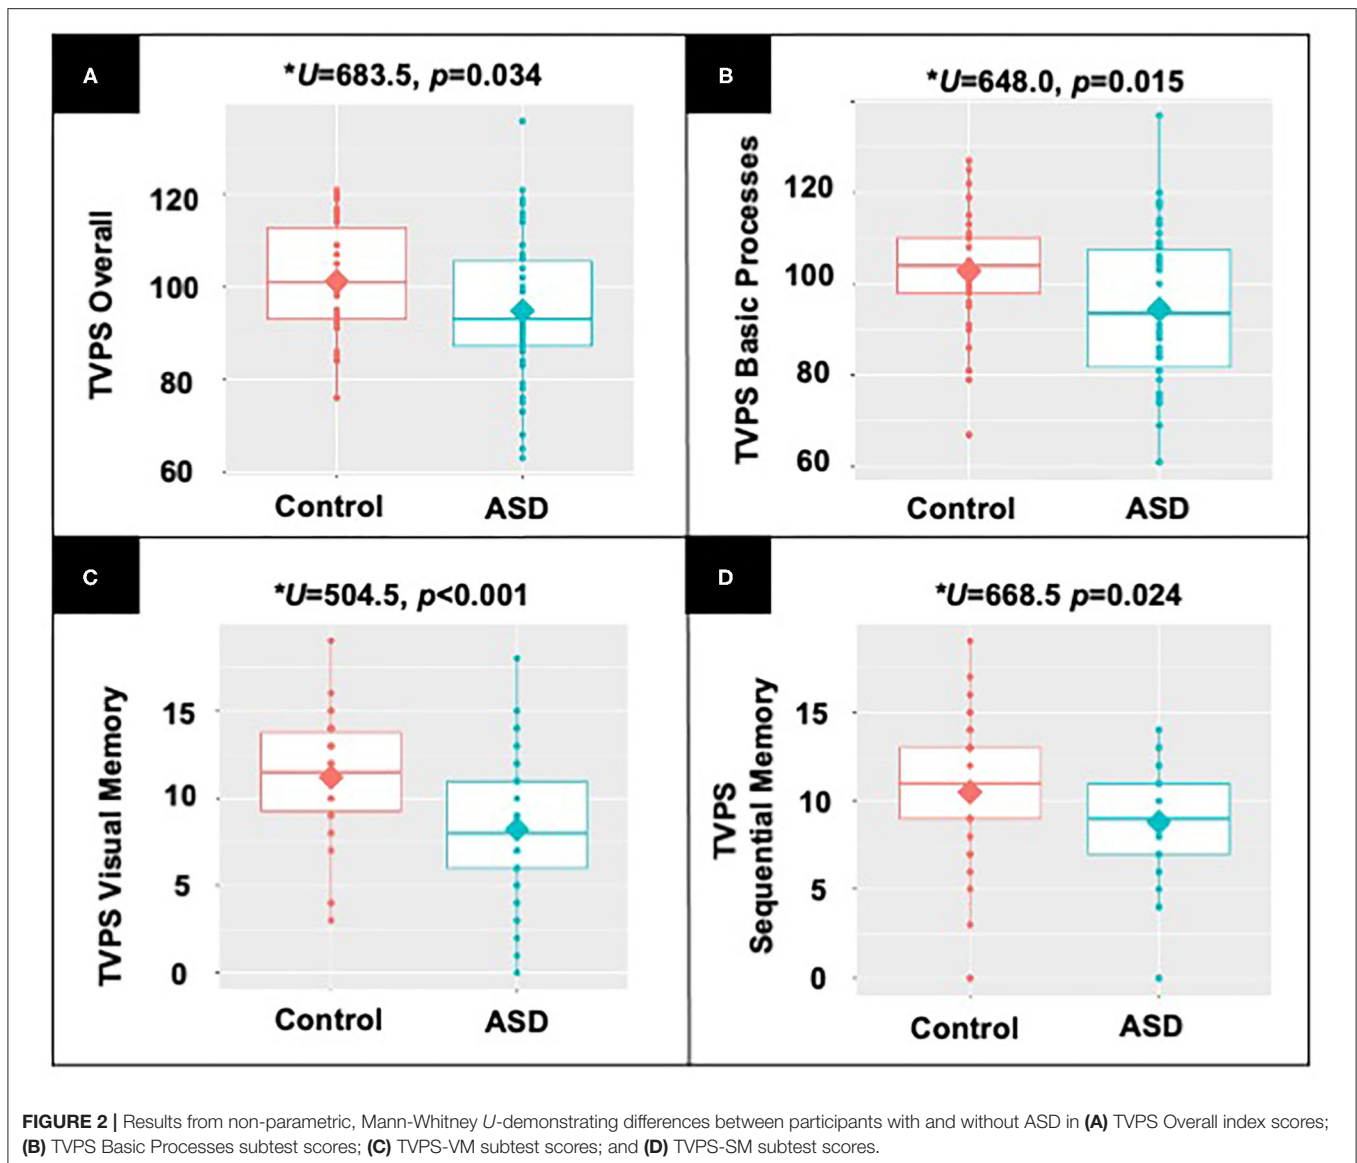 A
*U=683.5, p=0.034
TVPS Overall
120
100
80
60
Control
ASD
B
*U=648.0, p=0.015
TVPS Basic Processes
120
100
80
60
Control
ASD
C
*U=504.5, p<0.001
TVPS Visual Memory
15
10
5
0
Control
ASD
D
*U=668.5 p=0.024
TVPS
Sequential Memory
15
10
5
0
Control
ASD
FIGURE 2 | Results from non-parametric, Mann-Whitney U-demonstrating differences between participants with and without ASD in (A) TVPS Overall index scores;
(B) TVPS Basic Processes subtest scores; (C) TVPS-VM subtest scores; and (D) TVPS-SM subtest scores.